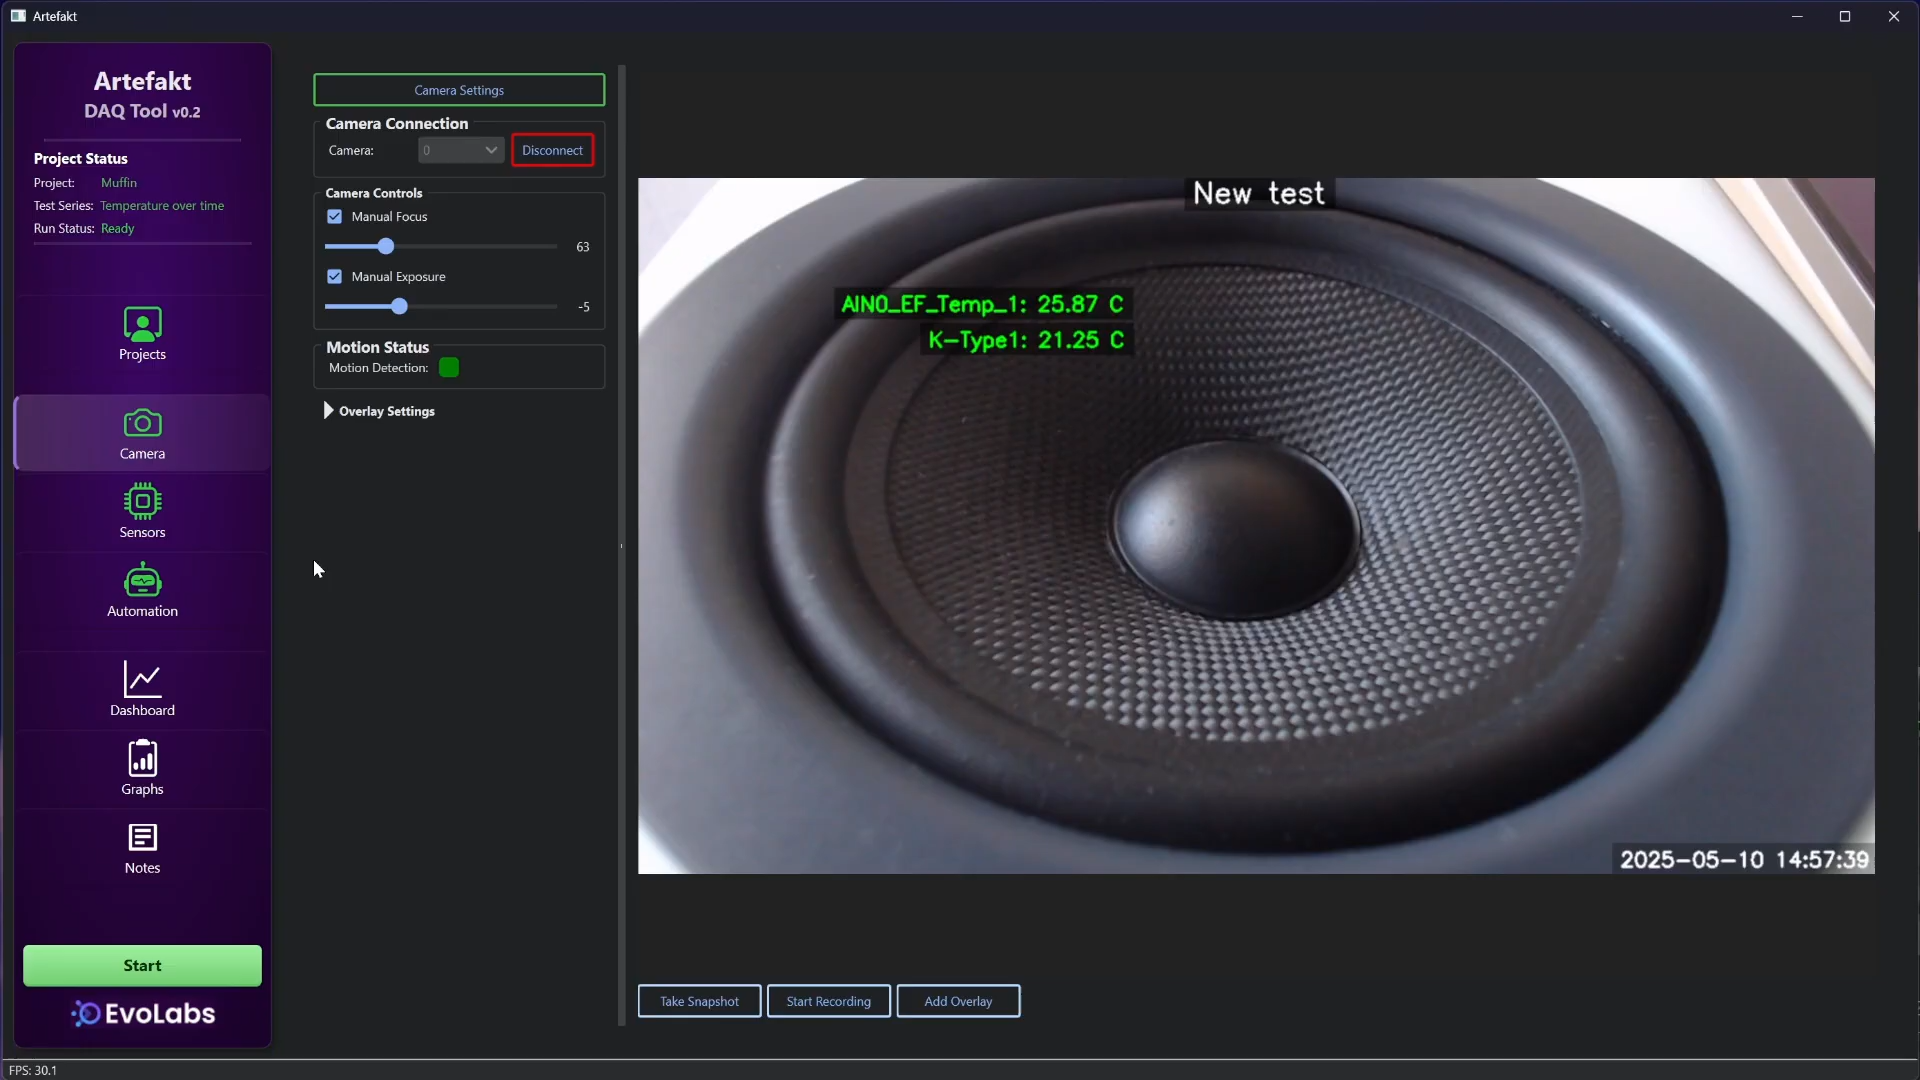 Artefakt
Artefakt
DAQ Tool v0.2
Project Status
Project: Muffin
Test Series: Temperature over time
Run Status: Ready
Projects
Camera
Sensors
Automation
Dashboard
Graphs
Notes
Start
EvoLabs
FPS: 30.1
Camera Settings
Camera Connection
Camera: 0 Disconnect
Camera Controls
Manual Focus
63
Manual Exposure
-5
Motion Status
Motion Detection:
Overlay Settings
New test
AIN0_EF_Temp_1: 25.87 C
K-Type1: 21.25 C
2025-05-10 14:57:39
Take Snapshot Start Recording Add Overlay